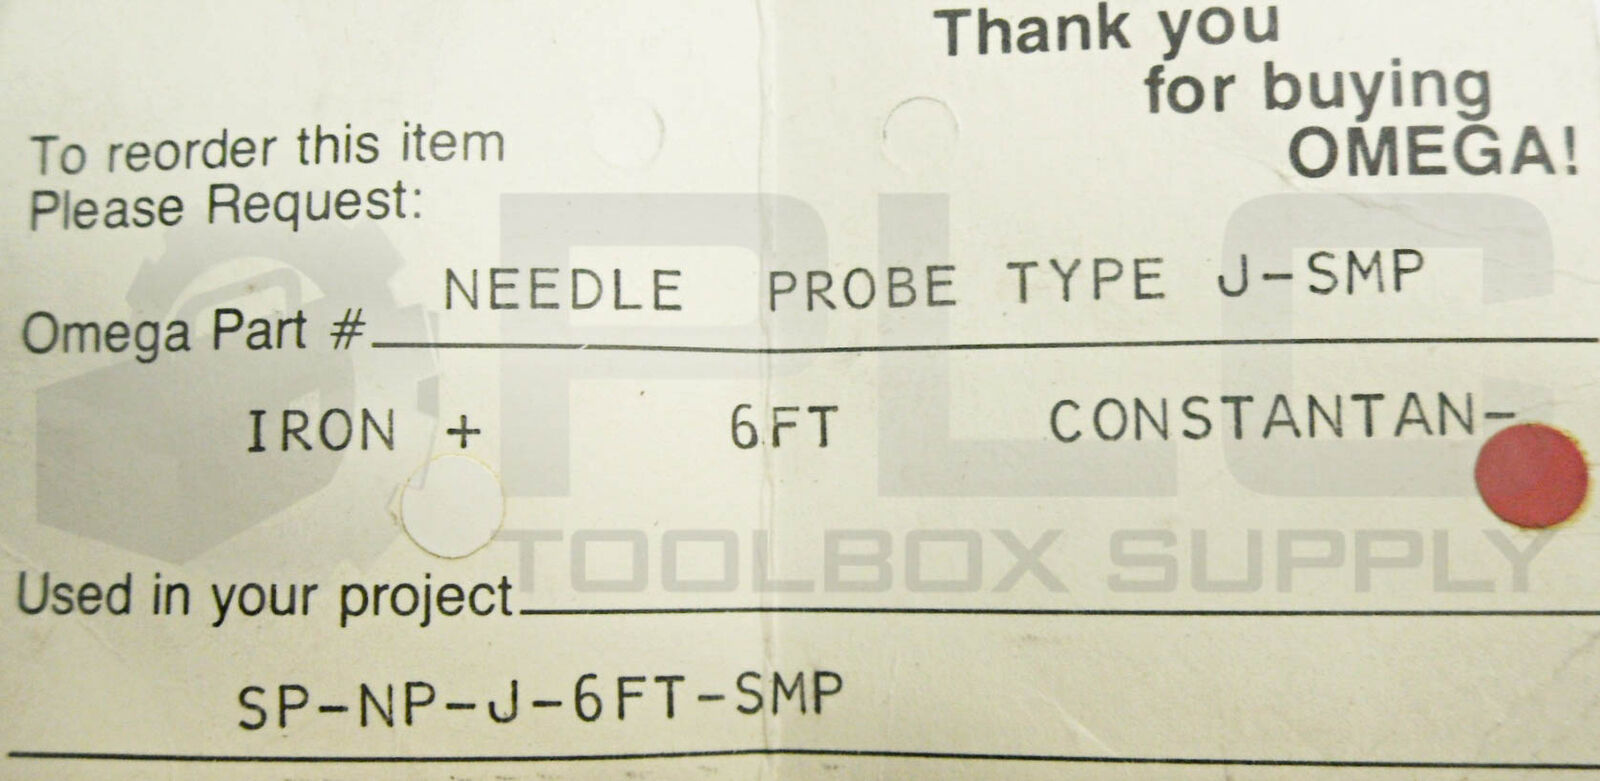 Thank you
for buying
OMEGA!
To reorder this item
Please Request:
NEEDLE PROBE TYPE J-SMP
Omega Part #
IRON + 6FT CONSTANTAN-
PLC
TOOLBOX SUPPLY
Used in your project
SP-NP-J-6FT-SMP